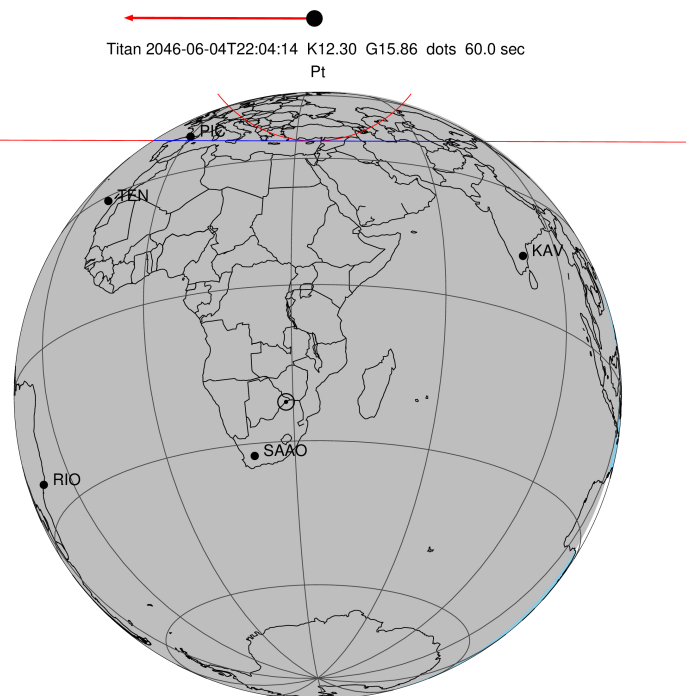 Titan 2046-06-04T22:04:14 K12.30 G15.86 dots 60.0 sec
Pt
PIC
TEN
KAV
SAAO
RIO